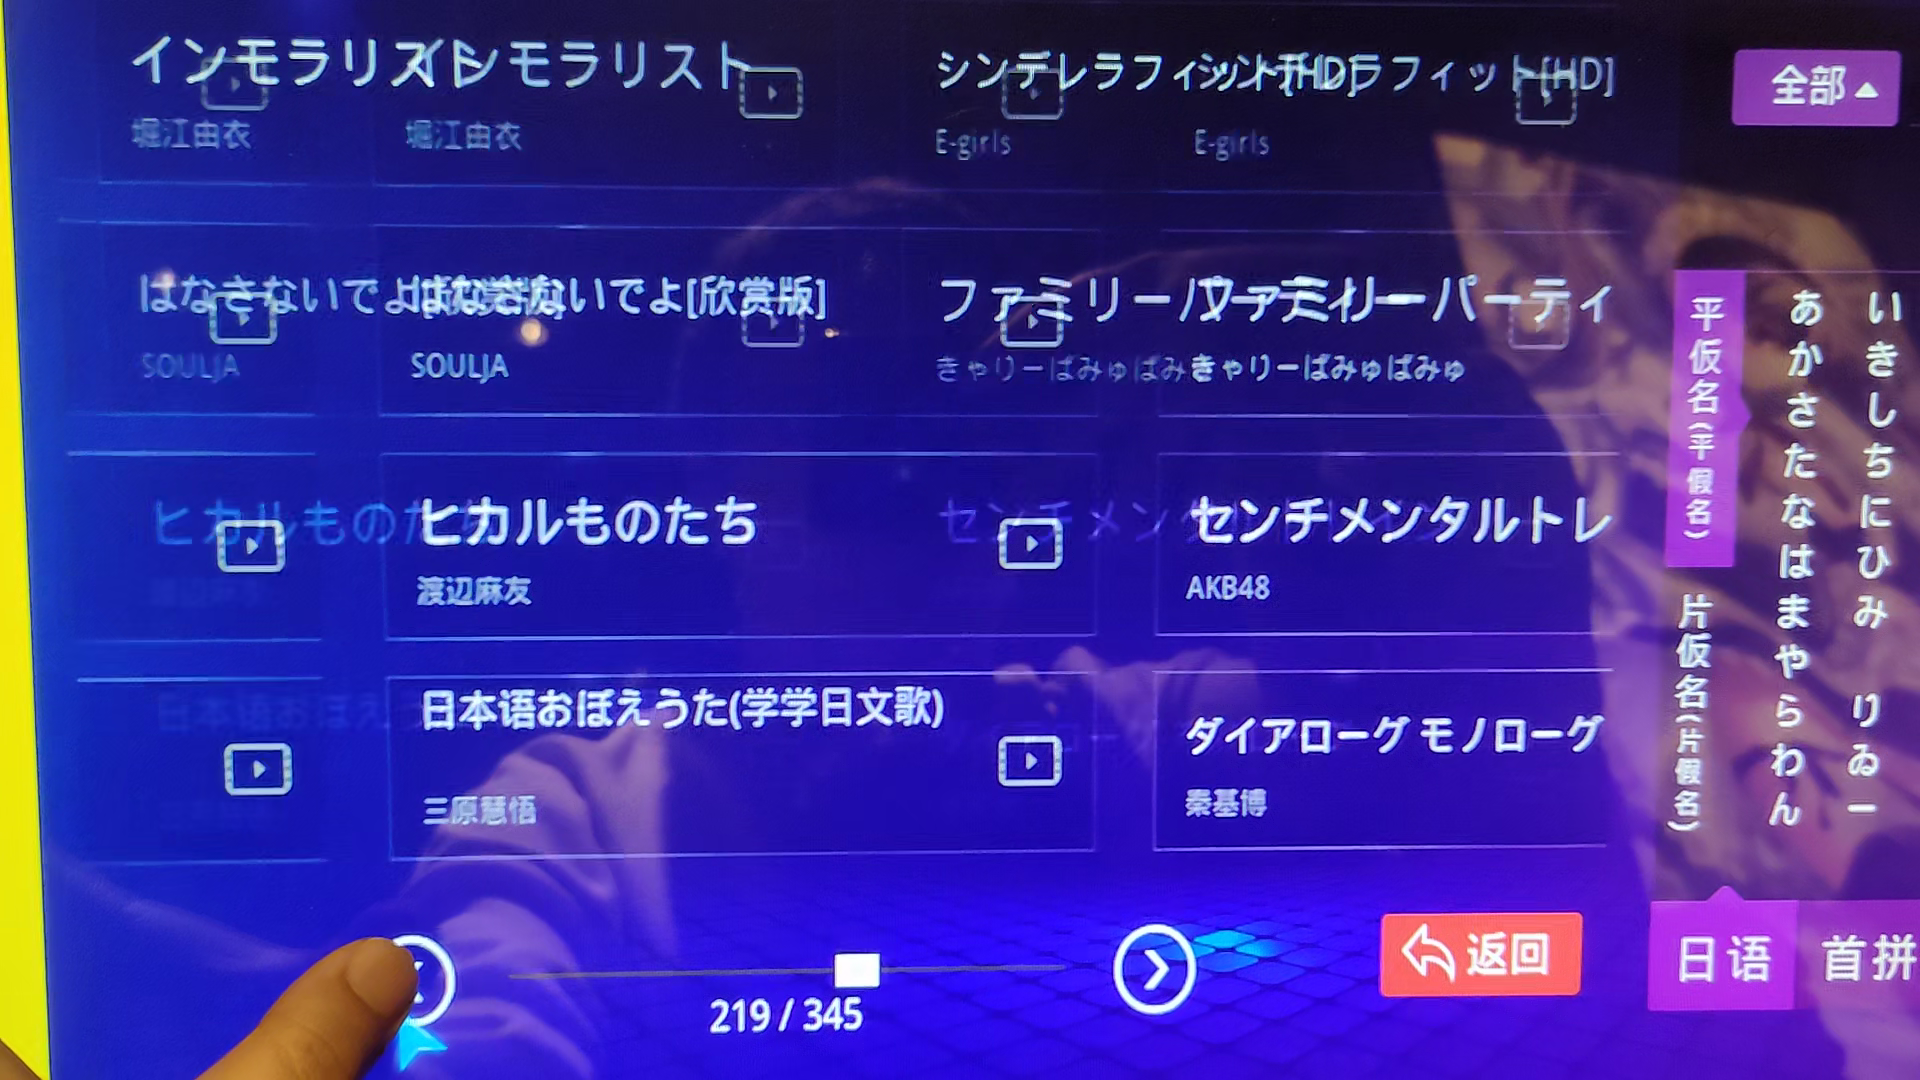 インモラリスト
堀江由衣
シンデレラフィット[HD]
E-girls
全部
はなさないでよ[欣赏版]
SOULJA
ファミリーパーティ
きゃりーぱみゅぱみゅ
ヒカルものたち
渡辺麻友
センチメンタルトレ
AKB48
日本语おぼえうた(学学日文歌)
三原慧悟
ダイアローグ モノローグ
秦基博
平仮名(平假名)
片仮名(片假名)
あかさたなはまやらわん
いきしちにひみ りゐー
219 / 345
返回
日语
首拼